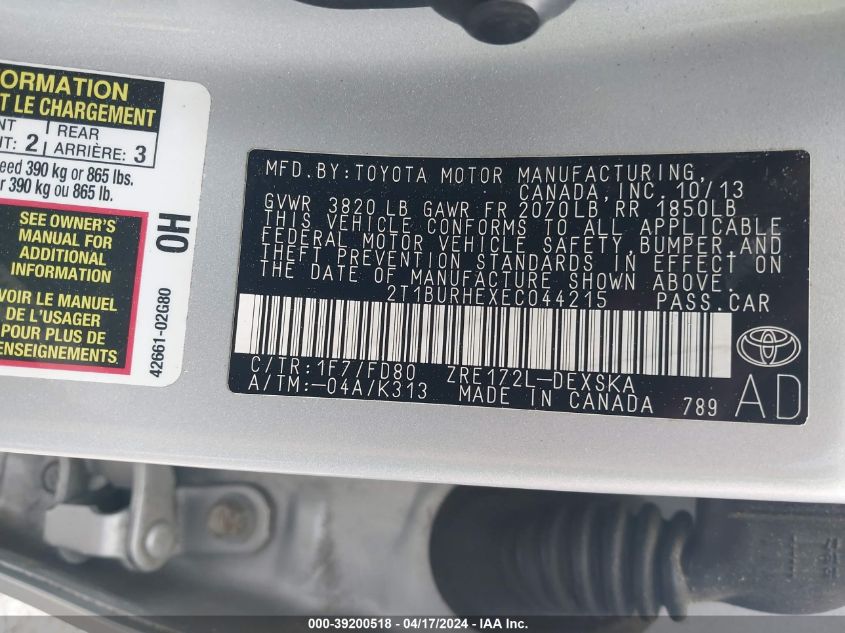 ORMATION
T LE CHARGEMENT
NT REAR
T: 2 ARRIÈRE: 3
eed 390 kg or 865 lbs.
r 390 kg ou 865 lb.
SEE OWNER'S
MANUAL FOR
ADDITIONAL
INFORMATION
VOIR LE MANUEL
DE L'USAGER
POUR PLUS DE
RENSEIGNEMENTS
0H
42661-02G80
MFD. BY: TOYOTA MOTOR MANUFACTURING,
CANADA, INC. 10/13
GVWR 3820 LB GAWR FR 2070LB RR 1850LB
THIS VEHICLE CONFORMS TO ALL APPLICABLE
FEDERAL MOTOR VEHICLE SAFETY, BUMPER, AND
THEFT PREVENTION STANDARDS IN EFFECT ON
THE DATE OF MANUFACTURE SHOWN ABOVE.
2T1BURHEXEC044215 PASS. CAR
C/TR: 1F7/FD80 ZRE172L-DEXSKA
A/TM: -04A/K313 MADE IN CANADA 789
AD
000-39200518 - 04/17/2024 - IAA Inc.